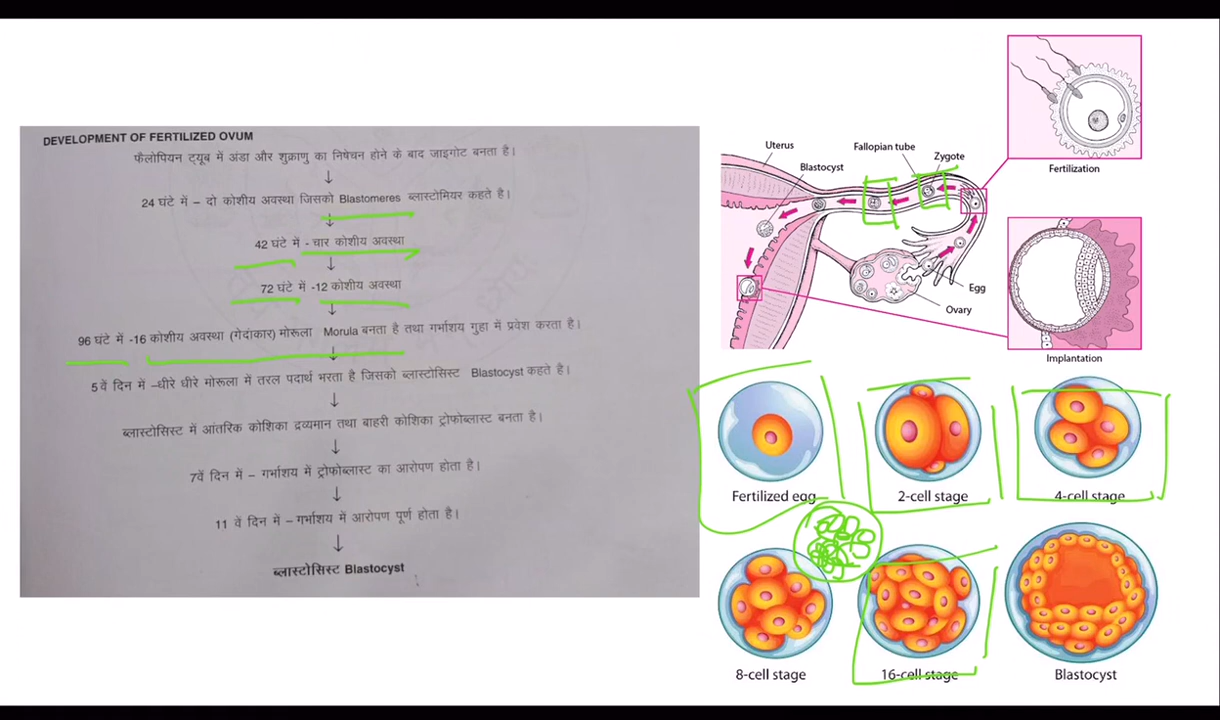 DEVELOPMENT OF FERTILIZED OVUM
फैलोपियन ट्यूब में अंडा और शुक्राणु का निषेचन होने के बाद जाइगोट बनता है।
↓
24 घंटे में – दो कोशीय अवस्था जिसको Blastomeres ब्लास्टोमियर कहते है।
↓
42 घंटे में - चार कोशीय अवस्था
↓
72 घंटे में -12 कोशीय अवस्था
↓
96 घंटे में -16 कोशीय अवस्था (गेदांकार) मोरूला Morula बनता है तथा गर्भाशय गुहा में प्रवेश करता है।
↓
5 वें दिन में –धीरे धीरे मोरूला में तरल पदार्थ भरता है जिसको ब्लास्टोसिस्ट Blastocyst कहते है।
↓
ब्लास्टोसिस्ट में आंतरिक कोशिका द्रव्यमान तथा बाहरी कोशिका ट्रोफोब्लास्ट बनता है।
↓
7वें दिन में – गर्भाशय में ट्रोफोब्लास्ट का आरोपण होता है।
↓
11 वें दिन में – गर्भाशय में आरोपण पूर्ण होता है।
↓
ब्लास्टोसिस्ट Blastocyst
Uterus
Blastocyst
Fallopian tube
Zygote
Egg
Ovary
Fertilization
Implantation
Fertilized egg
2-cell stage
4-cell stage
8-cell stage
16-cell stage
Blastocyst